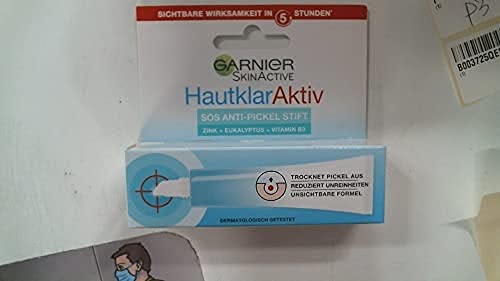 SICHTBARE WIRKSAMKEIT IN 5 STUNDEN*
GARNIER
SKINACTIVE
HautklarAktiv
SOS ANTI-PICKEL STIFT
ZINK + EUKALYPTUS + VITAMIN B3
TROCKNET PICKEL AUS
REDUZIERT UNREINHEITEN
UNSICHTBARE FORMEL
DERMATOLOGISCH GETESTET
P3